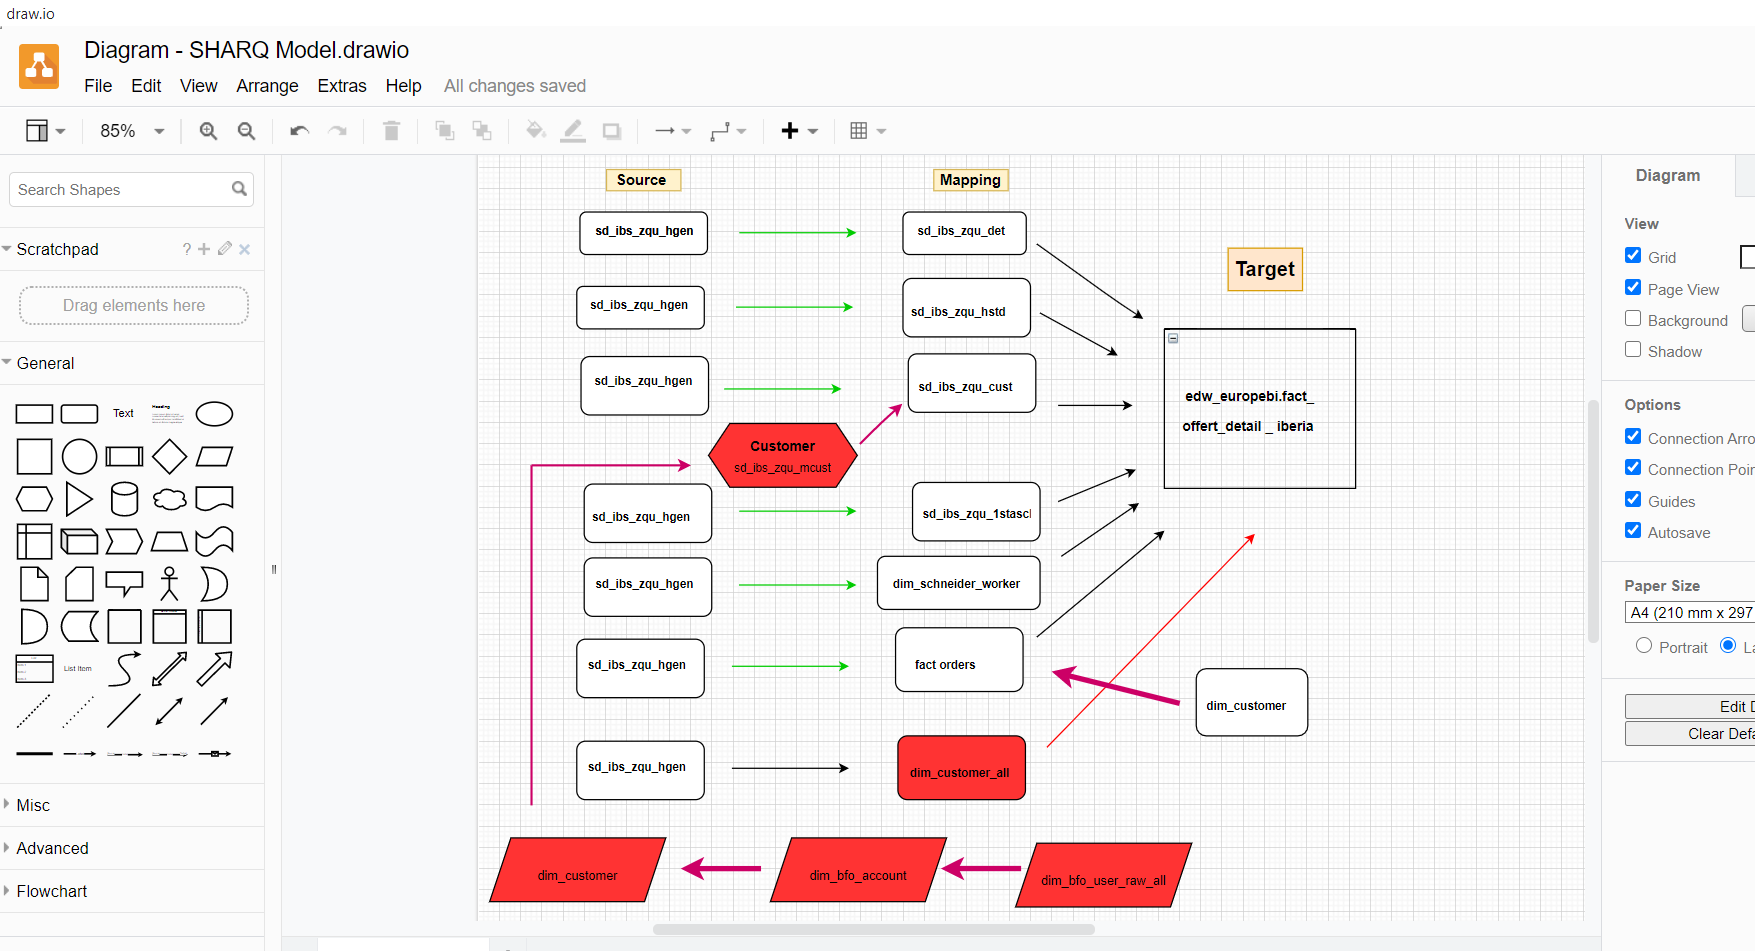 draw.io
Diagram - SHARQ Model.drawio
File Edit View Arrange Extras Help All changes saved
85%
Search Shapes
Scratchpad
?
Drag elements here
General
Text
Heading
List Item
Misc
Advanced
Flowchart
Source
Mapping
sd_ibs_zqu_hgen
sd_ibs_zqu_det
Target
sd_ibs_zqu_hgen
sd_ibs_zqu_hstd
sd_ibs_zqu_hgen
sd_ibs_zqu_cust
edw_europebi.fact_
offert_detail _ iberia
Customer
sd_ibs_zqu_mcust
sd_ibs_zqu_hgen
sd_ibs_zqu_1stascl
sd_ibs_zqu_hgen
dim_schneider_worker
sd_ibs_zqu_hgen
fact orders
dim_customer
sd_ibs_zqu_hgen
dim_customer_all
dim_customer
dim_bfo_account
dim_bfo_user_raw_all
Diagram
View
Grid
Page View
Background
Shadow
Options
Connection Arro
Connection Poin
Guides
Autosave
Paper Size
A4 (210 mm x 297
Portrait
La
Edit D
Clear Defa